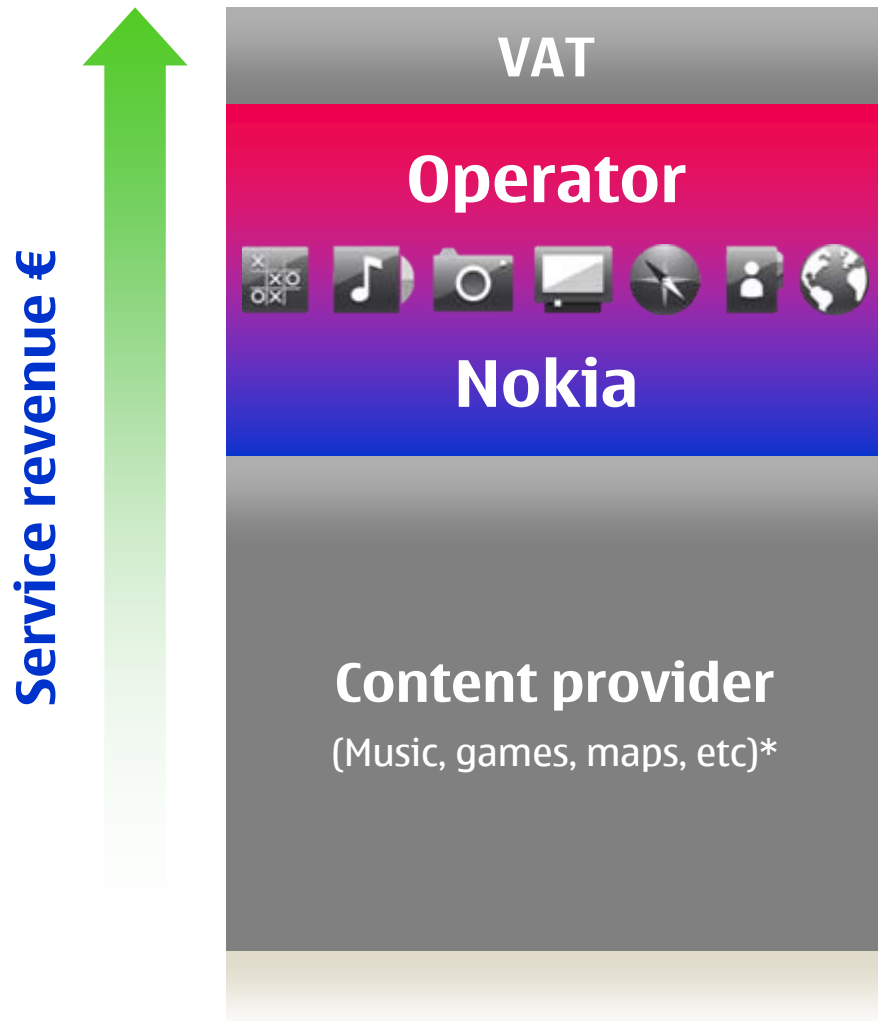 Service revenue €
VAT
Operator
Nokia
Content provider
(Music, games, maps, etc)*